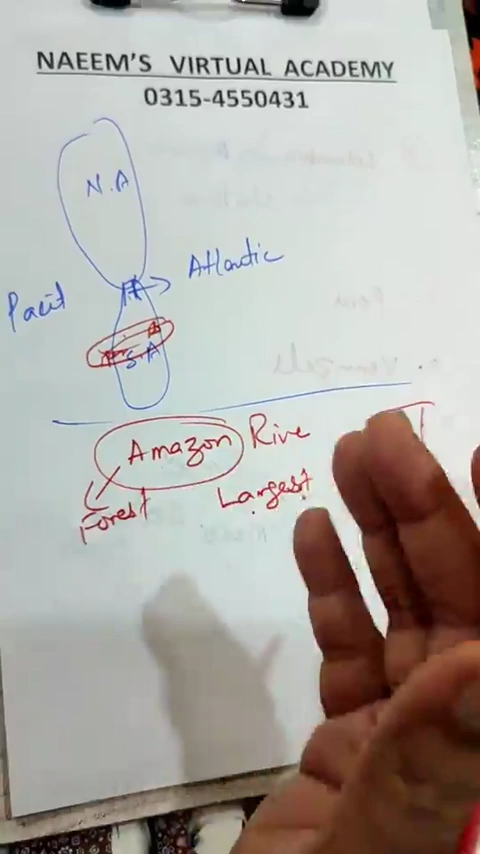 NAEEM'S VIRTUAL ACADEMY
0315-4550431
N.A
Atlantic
Pacit
S.A
Amazon Rive
Forest
Largest